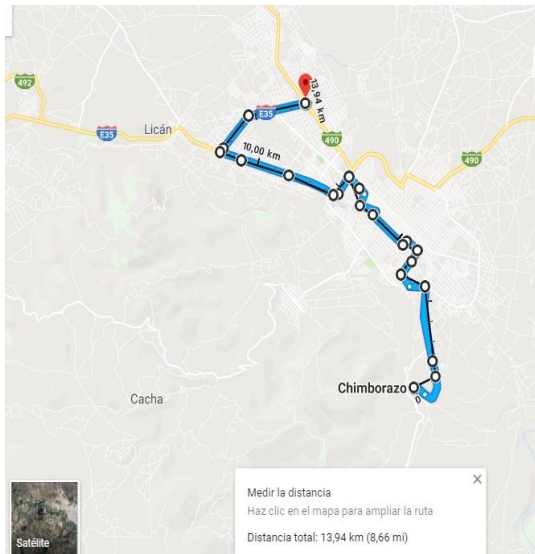 492
13,94 km
E35
Licán
490
E35
10,00 km
490
Chimborazo
0
Cacha
Medir la distancia
Haz clic en el mapa para ampliar la ruta
Distancia total: 13,94 km (8,66 mi)
Satélite